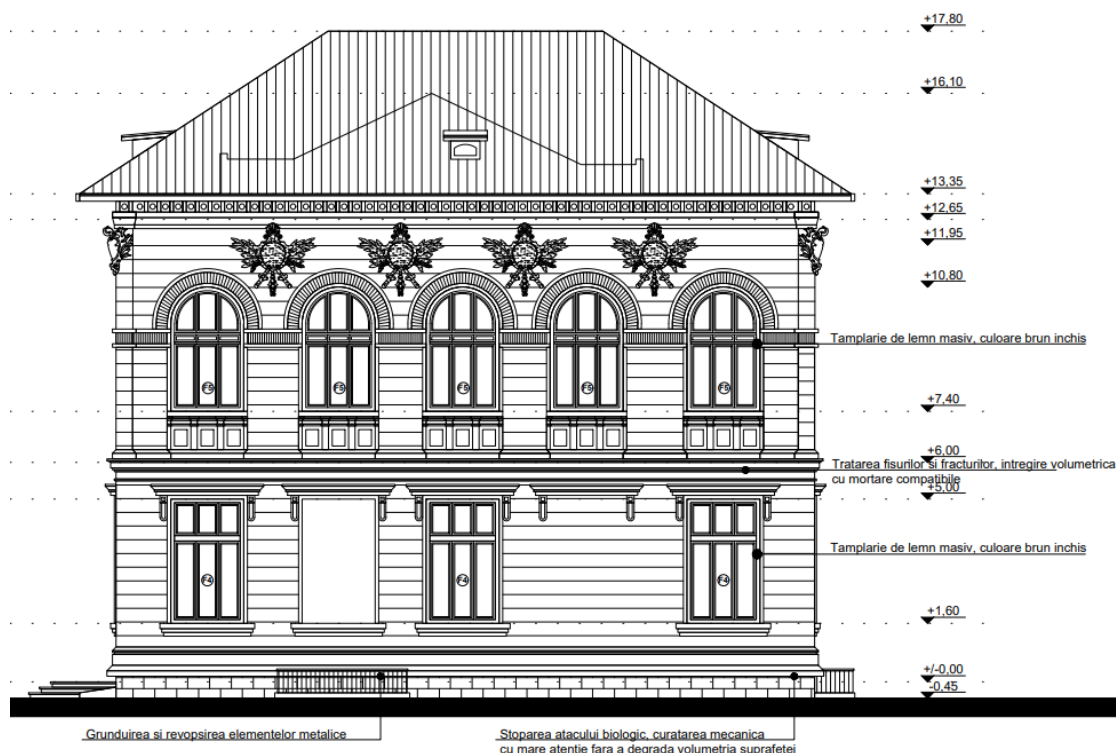 +17,80
+16,10
+13,35
+12,65
+11,95
+10,80
Tamplarie de lemn masiv, culoare brun inchis
F5 F5 F5 F5 F5
+7,40
+6,00
Tratarea fisurilor si fracturilor, intregire volumetrica
cu mortare compatibile
+5,00
Tamplarie de lemn masiv, culoare brun inchis
F4 F4 F4
+1,60
+/-0,00
-0,45
Grunduirea si revopsirea elementelor metalice
Stoparea atacului biologic, curatarea mecanica
cu mare atentie fara a degrada volumetria suprafetei